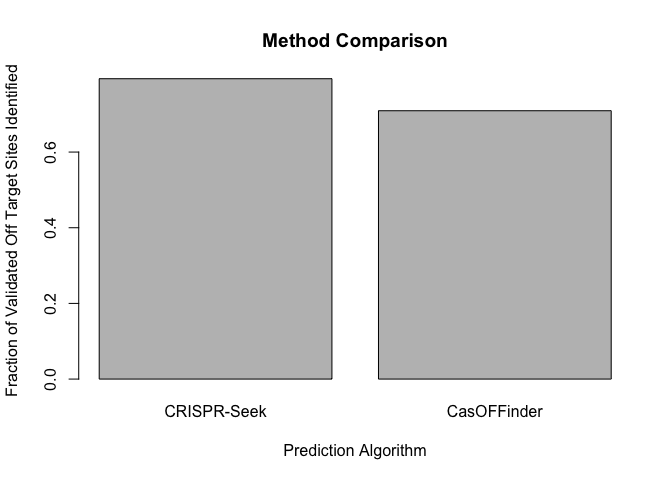 Method Comparison
Fraction of Validated Off Target Sites Identified
0.6
0.4
0.2
0.0
CRISPR-Seek
CasOFFinder
Prediction Algorithm